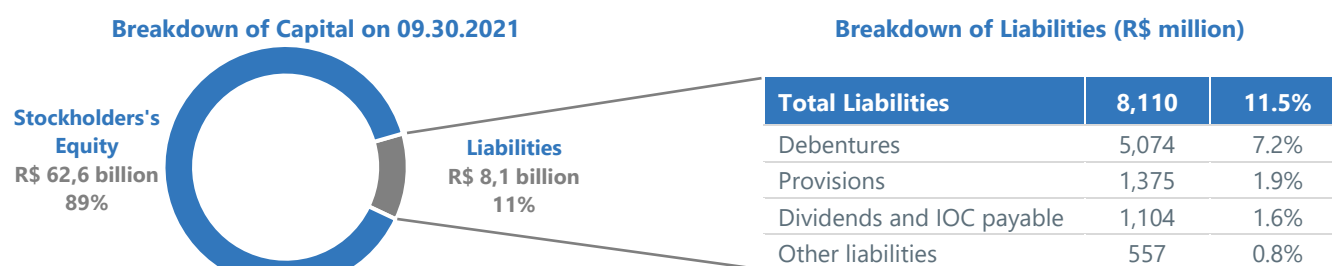 Breakdown of Capital on 09.30.2021
Stockholders's
Equity
R$ 62,6 billion
89%
Liabilities
R$ 8,1 billion
11%
Breakdown of Liabilities (R$ million)
Total Liabilities 8,110 11.5%
Debentures 5,074 7.2%
Provisions 1,375 1.9%
Dividends and IOC payable 1,104 1.6%
Other liabilities 557 0.8%